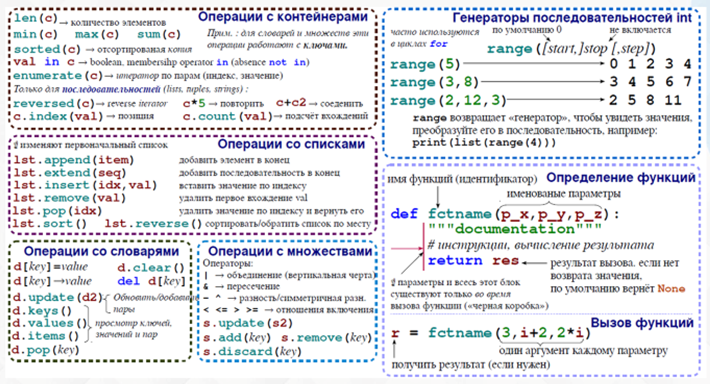 Операции с контейнерами
len(c) → количество элементов
min(c) max(c) sum(c)
Прим. : для словарей и множеств эти
операции работают с ключами.
sorted(c) → отсортированая копия
val in c → boolean, membersihp operator in (absence not in)
enumerate(c) → итератор по парам (индекс, значение)
Только для последовательностей (lists, tuples, strings) :
reversed(c) → reverse iterator c*5 → повторить c+c2 → соеденить
c.index(val) → позиция c.count(val) → подсчёт вхождений
Операции со списками
изменяют первоначальный список
lst.append(item) добавить элемент в конец
lst.extend(seq) добавить последовательность в конец
lst.insert(idx,val) вставить значение по индексу
lst.remove(val) удалить первое вхождение val
lst.pop(idx) удалить значение по индексу и вернуть его
lst.sort() lst.reverse() сортировать/обратить список по месту
Операции со словарями
d[key]=value d.clear()
d[key]→value del d[key]
d.update(d2) Обновить/добавить
пары
d.keys()
d.values() просмотр ключей,
d.items() значений и пар
d.pop(key)
Операции с множествами
Операторы:
| → объединение (вертикальная черта)
& → пересечение
- ^ → разность/симметричная разн.
< <= > >= → отношения включения
s.update(s2)
s.add(key) s.remove(key)
s.discard(key)
Генераторы последовательностей int
часто используются
в циклах for
по умолчанию 0 не включается
range([start,]stop [,step])
range(5) 0 1 2 3 4
range(3,8) 3 4 5 6 7
range(2,12,3) 2 5 8 11
range возвращает «генератор», чтобы увидеть значения,
преобразуйте его в последовательность, например:
print(list(range(4)))
Определение функций
имя функций (идентификатор)
именованые параметры
def fctname(p_x,p_y,p_z):
"""documentation"""
# инструкции, вычисление результата
return res → результат вызова. если нет
возврата значения,
по умолчанию вернёт None
параметры и весь этот блок
существуют только во время
вызова функции («черная коробка»)
Вызов функций
r = fctname(3,i+2,2*i)
один аргумент каждому параметру
получить результат (если нужен)